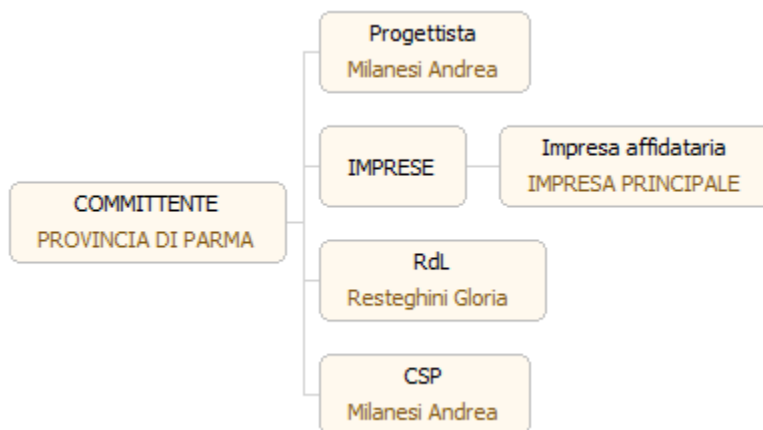 Progettista
Milanesi Andrea
IMPRESE
Impresa affidataria
IMPRESA PRINCIPALE
COMMITTENTE
PROVINCIA DI PARMA
RdL
Resteghini Gloria
CSP
Milanesi Andrea